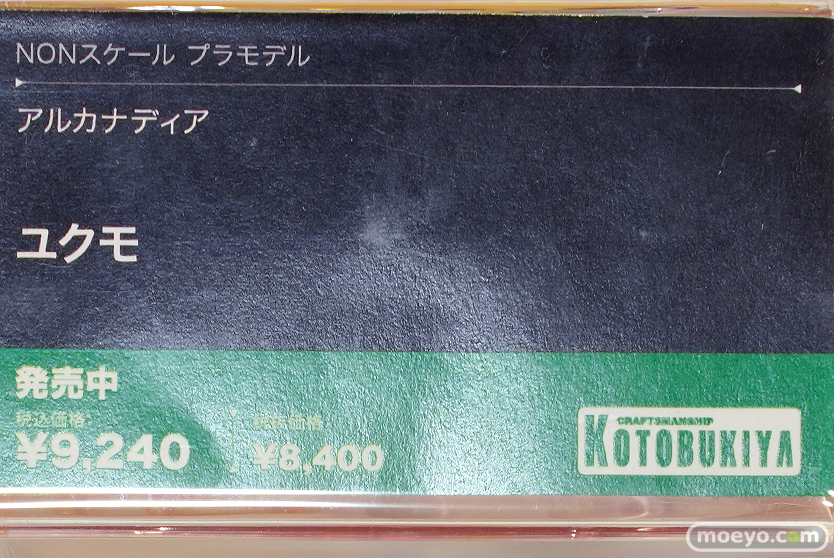 NONスケール プラモデル
アルカナディア
ユクモ
発売中
税込価格 税抜価格
¥9,240 / ¥8,400
CRAFTSMANSHIP
KOTOBUKIYA
moeyo.com